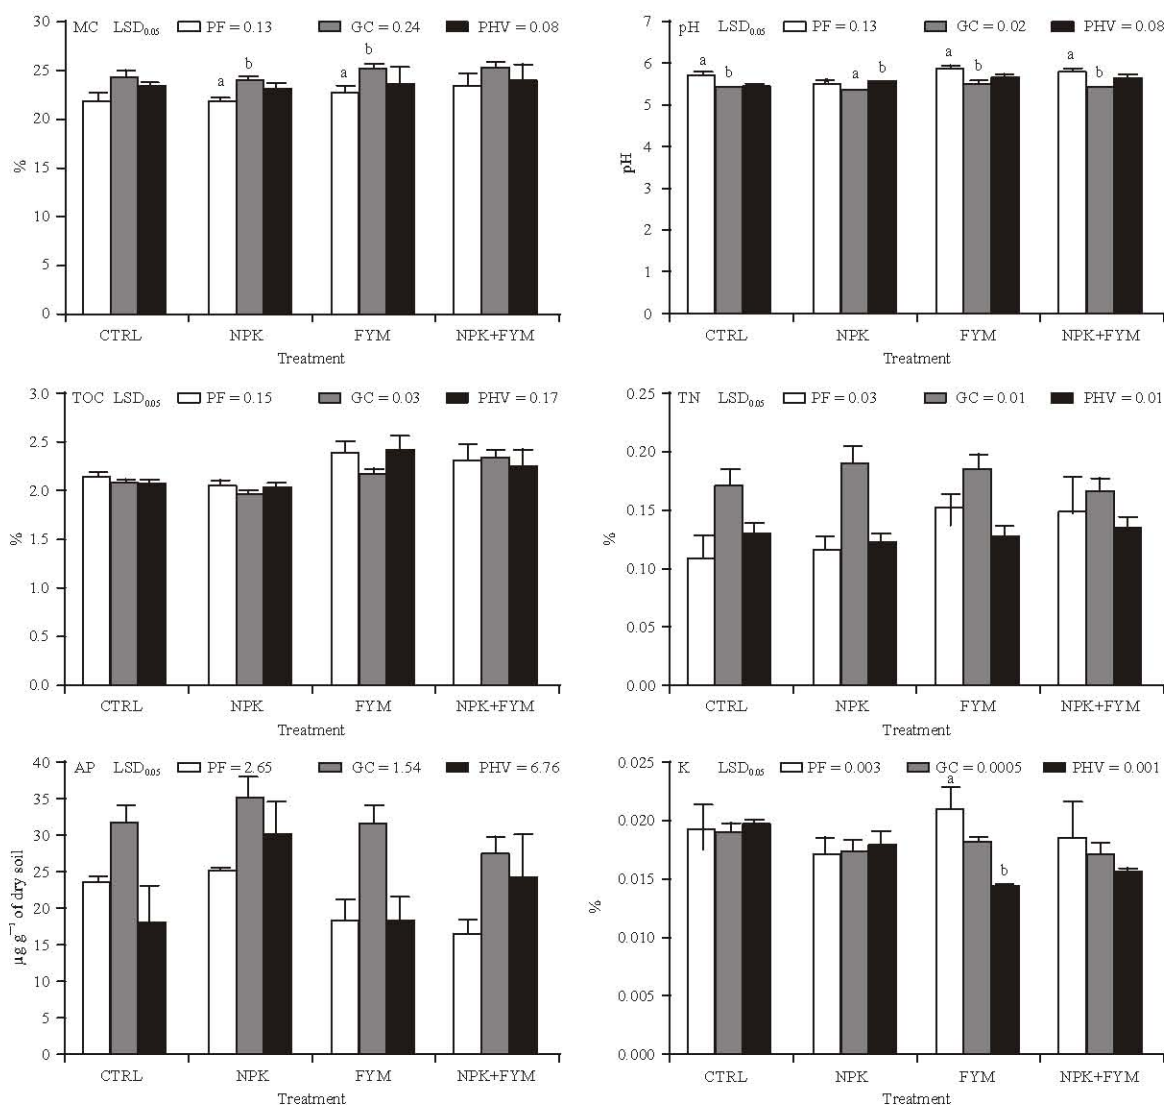 MC LSD0.05 PF = 0.13 GC = 0.24 PHV = 0.08
30
25
20
15
10
5
0
%
a b a b
CTRL NPK FYM NPK+FYM
Treatment
pH LSD0.05 PF = 0.13 GC = 0.02 PHV = 0.08
7
6
5
4
3
2
1
0
pH
a b a a b a b a b
CTRL NPK FYM NPK+FYM
Treatment
TOC LSD0.05 PF = 0.15 GC = 0.03 PHV = 0.17
3.0
2.5
2.0
1.5
1.0
0.5
0.0
%
CTRL NPK FYM NPK+FYM
Treatment
TN LSD0.05 PF = 0.03 GC = 0.01 PHV = 0.01
0.25
0.20
0.15
0.10
0.05
0.00
%
CTRL NPK FYM NPK+FYM
Treatment
AP LSD0.05 PF = 2.65 GC = 1.54 PHV = 6.76
40
35
30
25
20
15
10
5
0
µg g⁻¹ of dry soil
CTRL NPK FYM NPK+FYM
Treatment
K LSD0.05 PF = 0.003 GC = 0.0005 PHV = 0.001
0.025
0.020
0.015
0.010
0.005
0.000
%
a b
CTRL NPK FYM NPK+FYM
Treatment